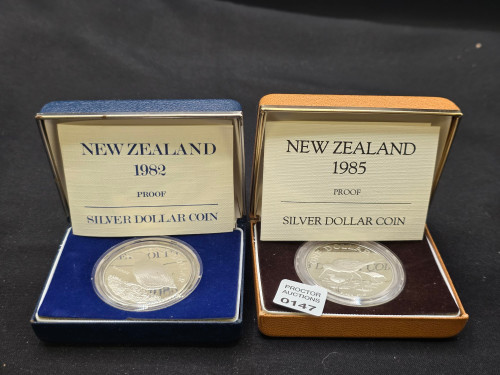 NEW ZEALAND
1982
PROOF
SILVER DOLLAR COIN
NEW ZEALAND
1985
PROOF
SILVER DOLLAR COIN
PROCTOR
AUCTIONS
0147